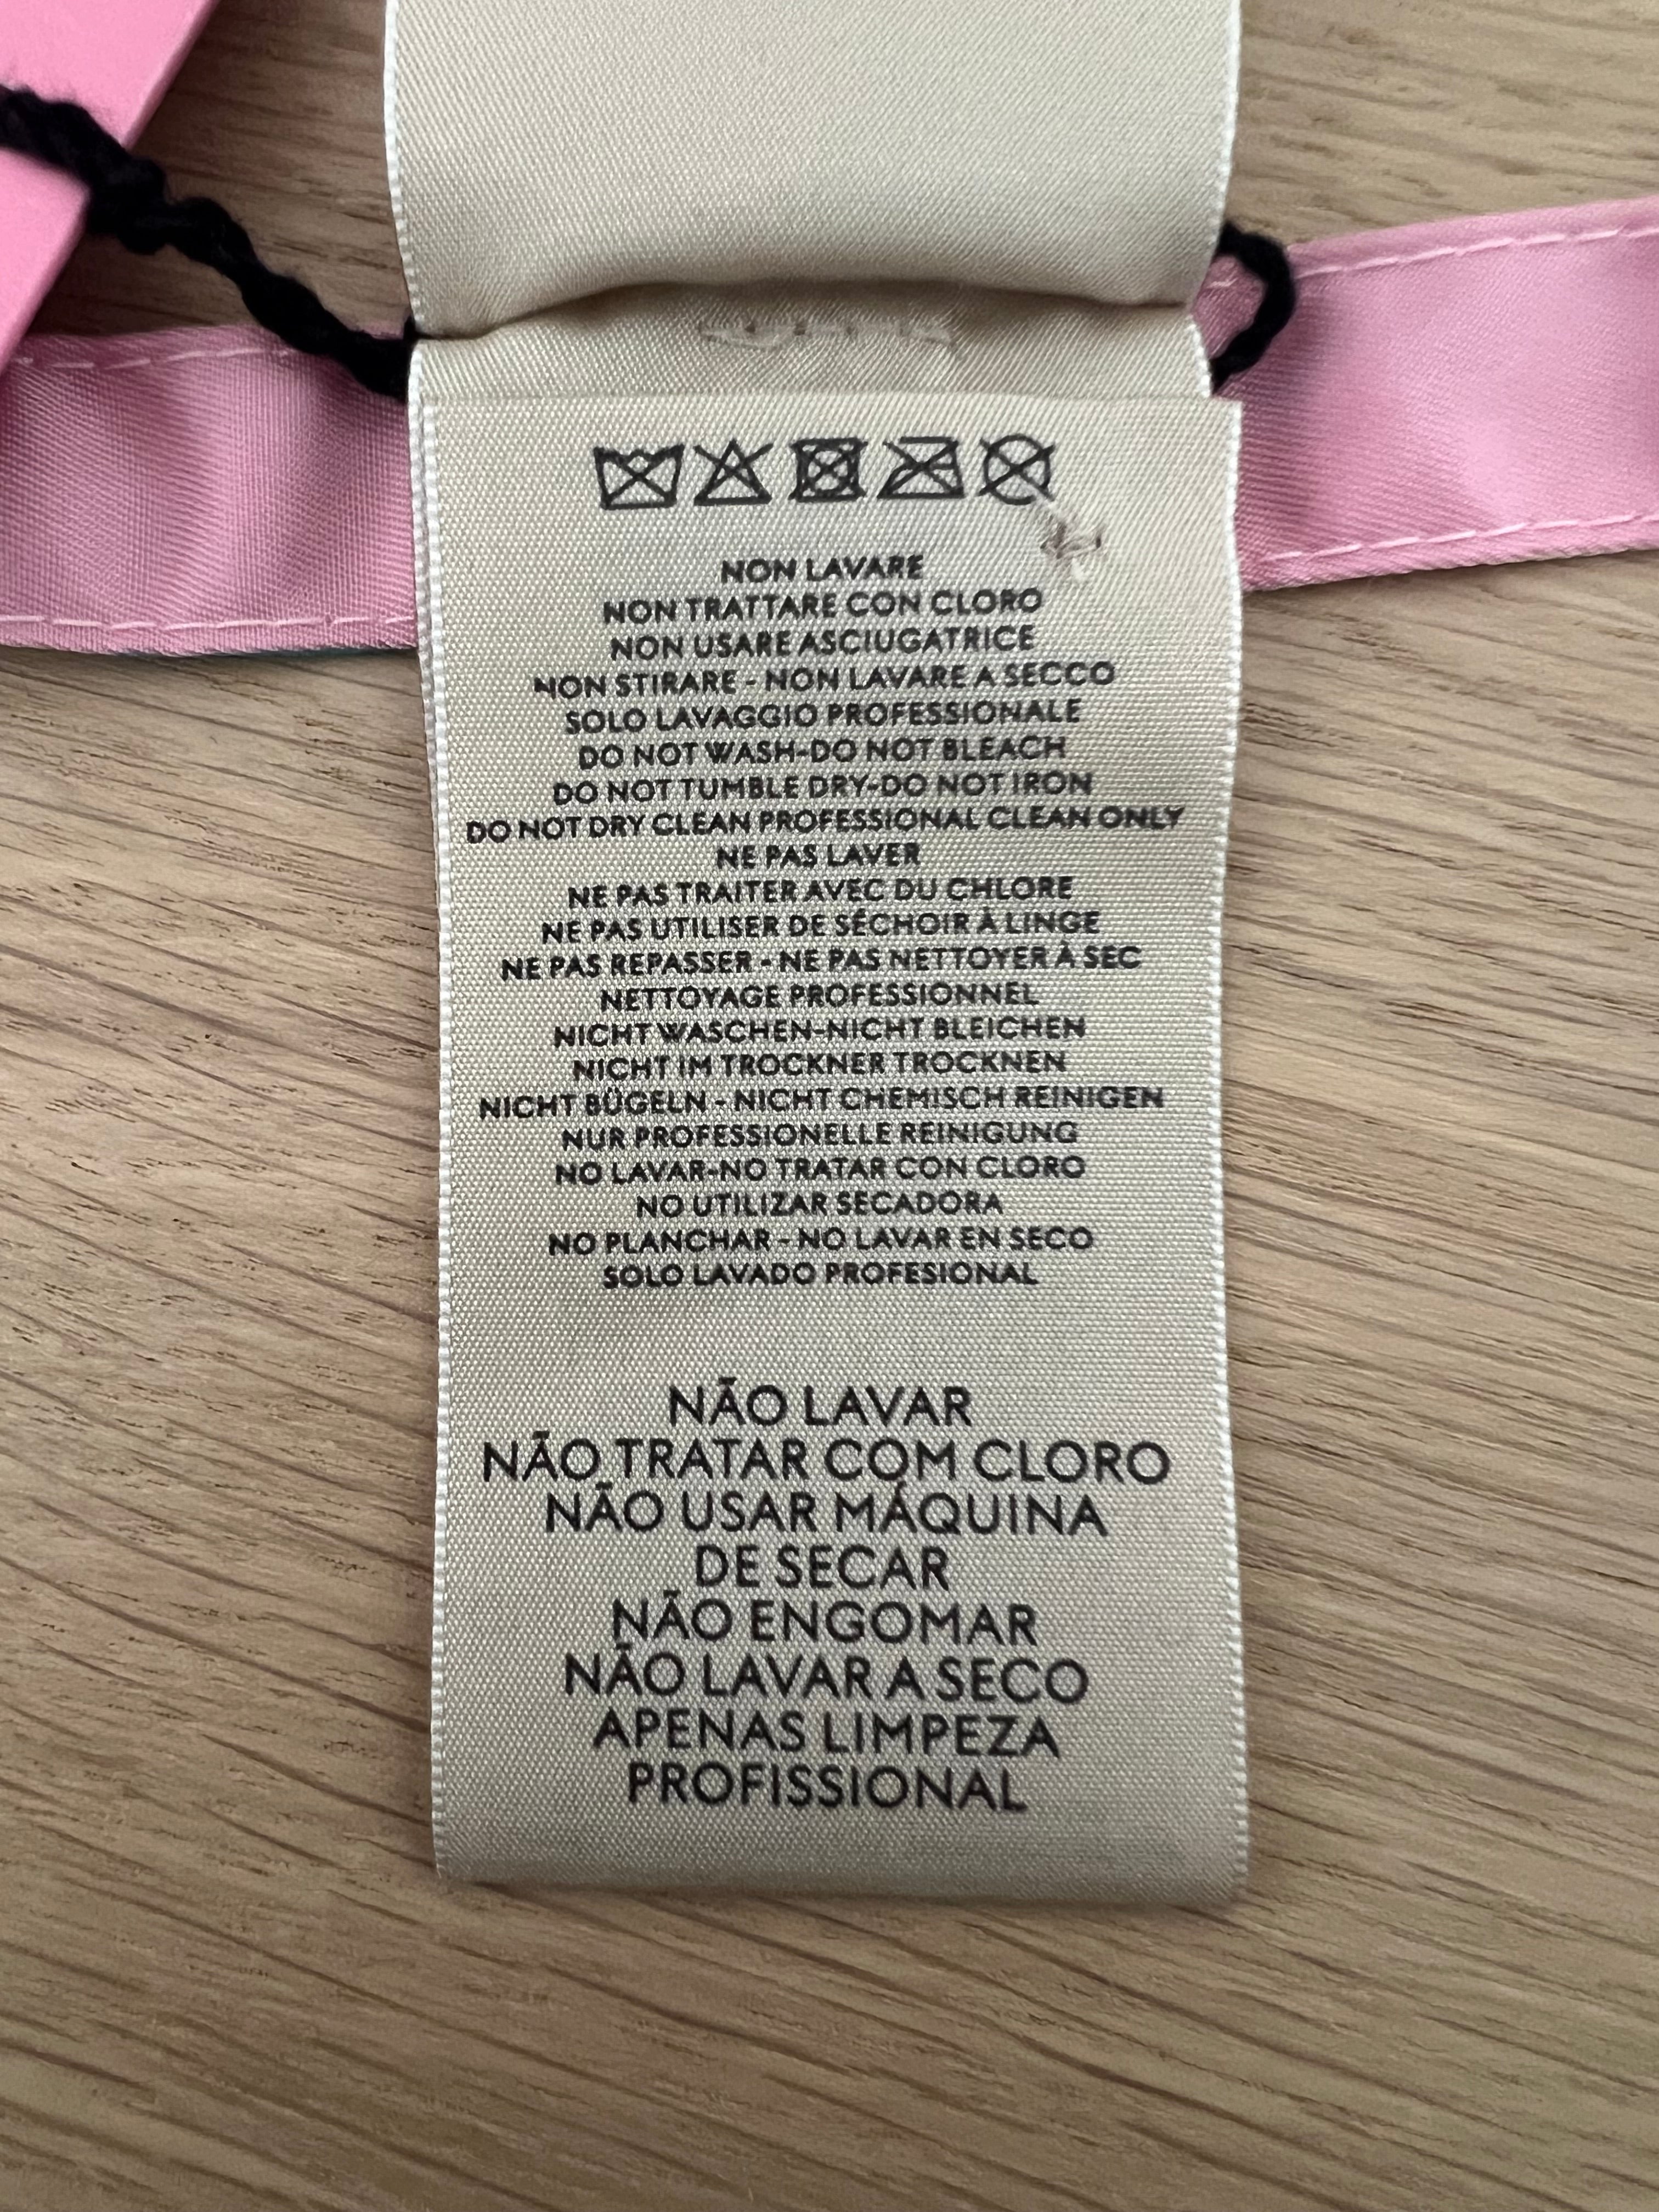 NON LAVARE
NON TRATTARE CON CLORO
NON USARE ASCIUGATRICE
NON STIRARE - NON LAVARE A SECCO
SOLO LAVAGGIO PROFESSIONALE
DO NOT WASH-DO NOT BLEACH
DO NOT TUMBLE DRY-DO NOT IRON
DO NOT DRY CLEAN PROFESSIONAL CLEAN ONLY
NE PAS LAVER
NE PAS TRAITER AVEC DU CHLORE
NE PAS UTILISER DE SÉCHOIR À LINGE
NE PAS REPASSER - NE PAS NETTOYER À SEC
NETTOYAGE PROFESSIONNEL
NICHT WASCHEN-NICHT BLEICHEN
NICHT IM TROCKNER TROCKNEN
NICHT BÜGELN - NICHT CHEMISCH REINIGEN
NUR PROFESSIONELLE REINIGUNG
NO LAVAR-NO TRATAR CON CLORO
NO UTILIZAR SECADORA
NO PLANCHAR - NO LAVAR EN SECO
SOLO LAVADO PROFESIONAL
NÃO LAVAR
NÃO TRATAR COM CLORO
NÃO USAR MÁQUINA
DE SECAR
NÃO ENGOMAR
NÃO LAVAR A SECO
APENAS LIMPEZA
PROFISSIONAL